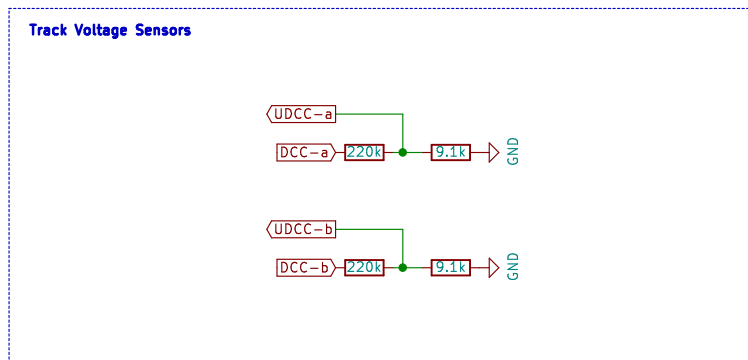 Track Voltage Sensors
UDCC-a
DCC-a 220k 9.1k GND
UDCC-b
DCC-b 220k 9.1k GND